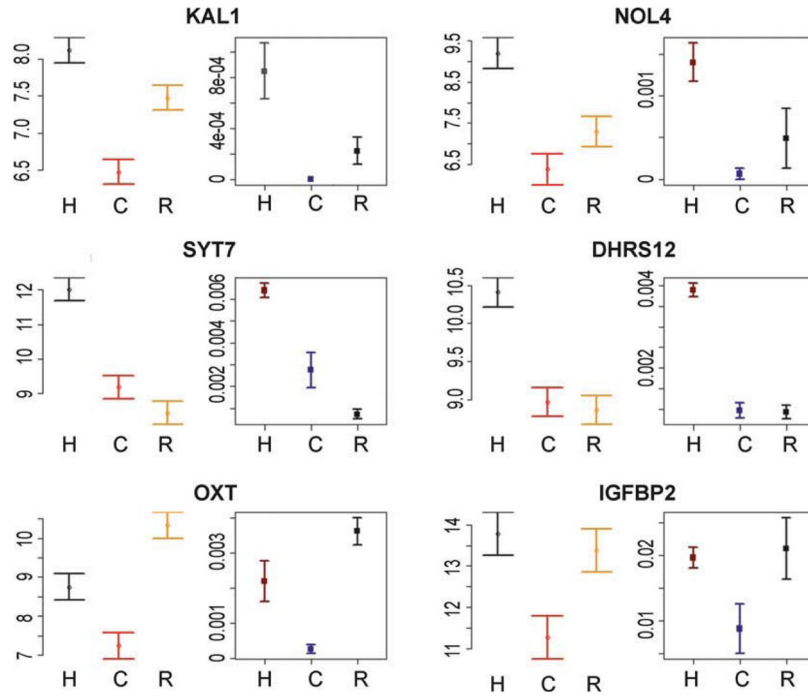 KAL1
8.0
7.5
7.0
6.5
H C R
8e-04
4e-04
0
H C R
NOL4
9.5
8.5
7.5
6.5
H C R
0.001
0
H C R
SYT7
12
11
10
9
H C R
0.006
0.004
0.002
H C R
DHRS12
10.5
10.0
9.5
9.0
H C R
0.004
0.002
H C R
OXT
10
9
8
7
H C R
0.003
0.001
0
H C R
IGFBP2
14
13
12
11
H C R
0.02
0.01
H C R